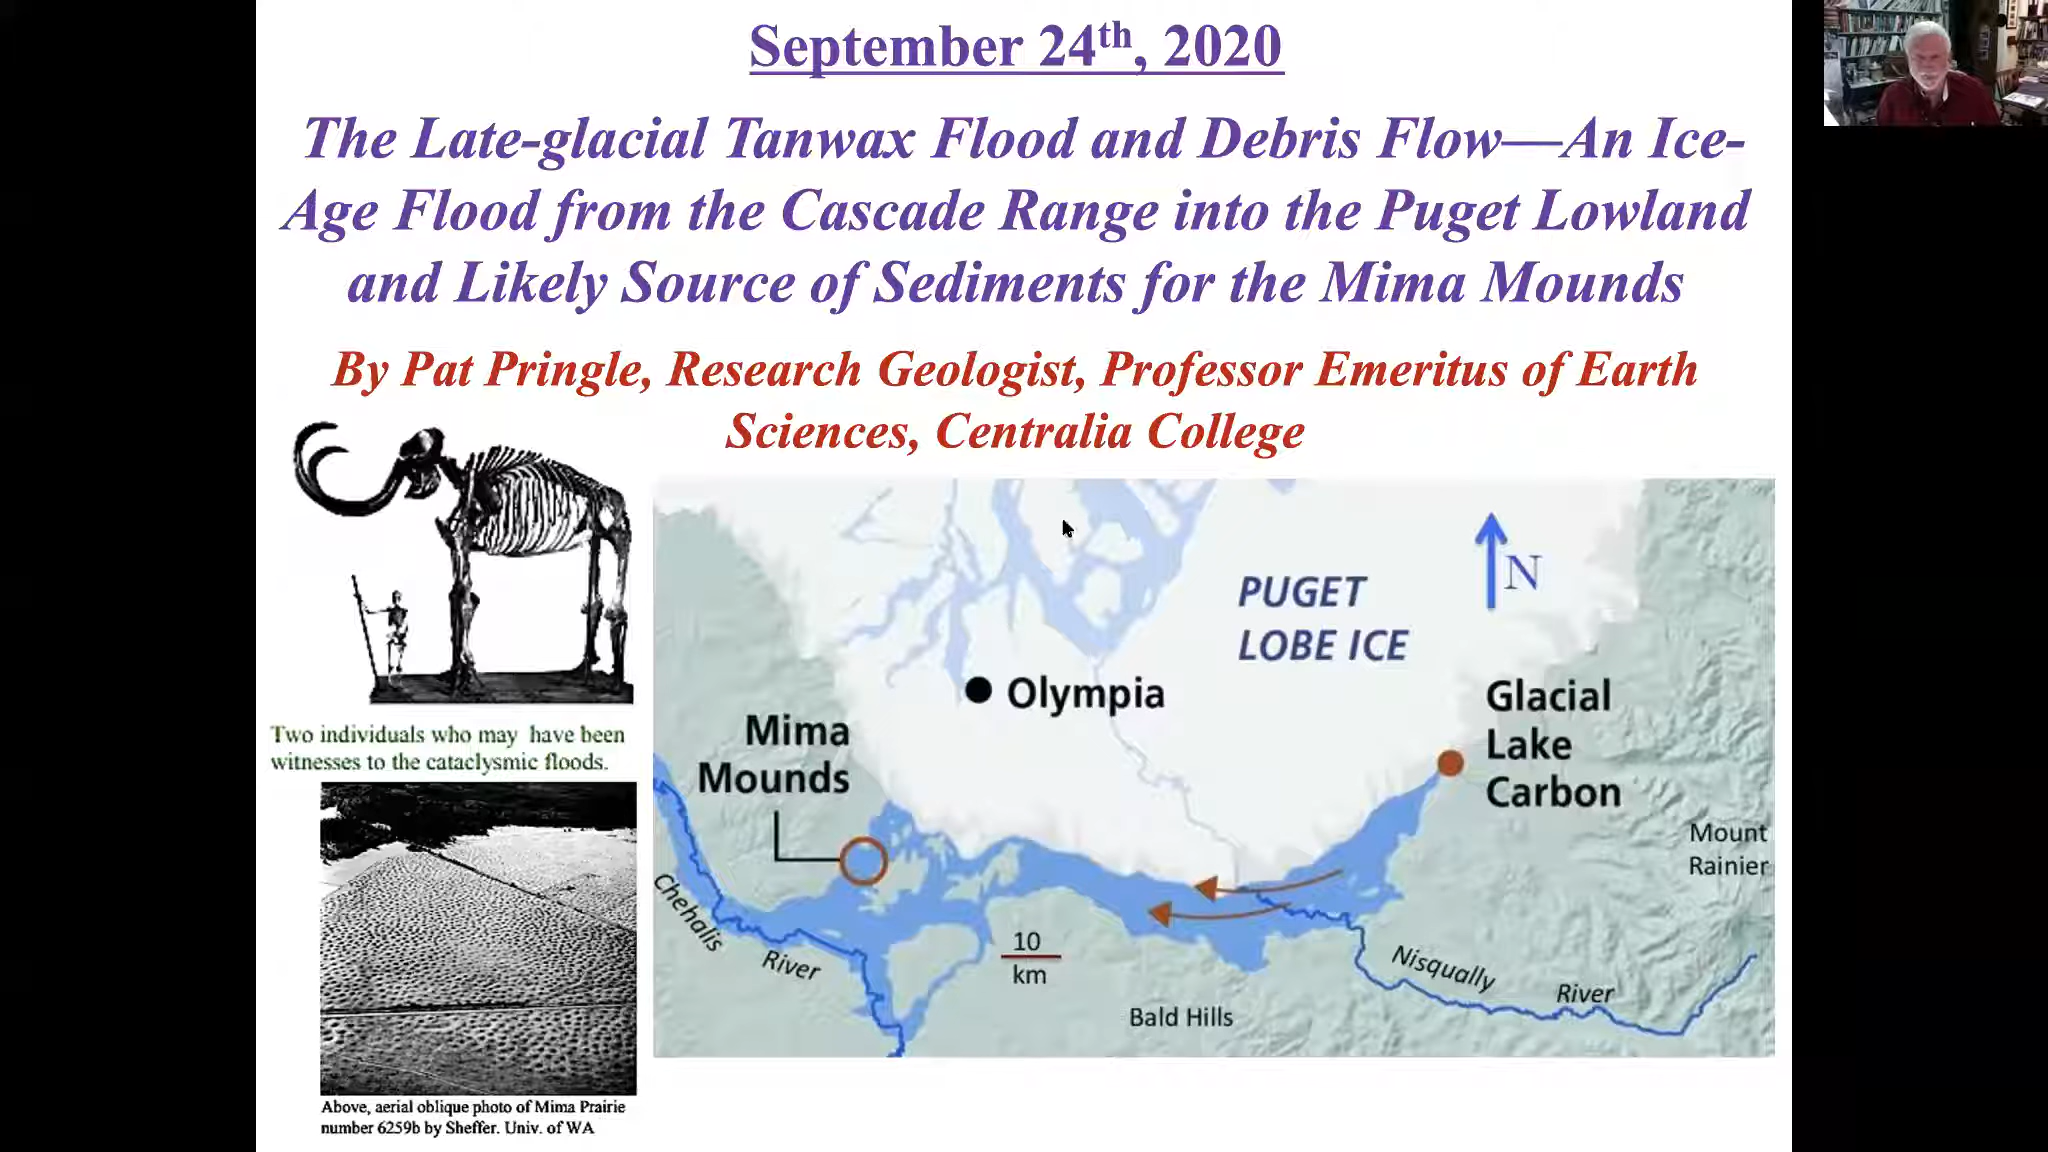 September 24th, 2020
The Late-glacial Tanwax Flood and Debris Flow—An Ice-
Age Flood from the Cascade Range into the Puget Lowland
and Likely Source of Sediments for the Mima Mounds
By Pat Pringle, Research Geologist, Professor Emeritus of Earth
Sciences, Centralia College
Two individuals who may have been
witnesses to the cataclysmic floods.
Above, aerial oblique photo of Mima Prairie
number 6259b by Sheffer. Univ. of WA
N
PUGET
LOBE ICE
Olympia
Glacial
Lake
Carbon
Mima
Mounds
Mount
Rainier
Chehalis
River
10
km
Nisqually
River
Bald Hills